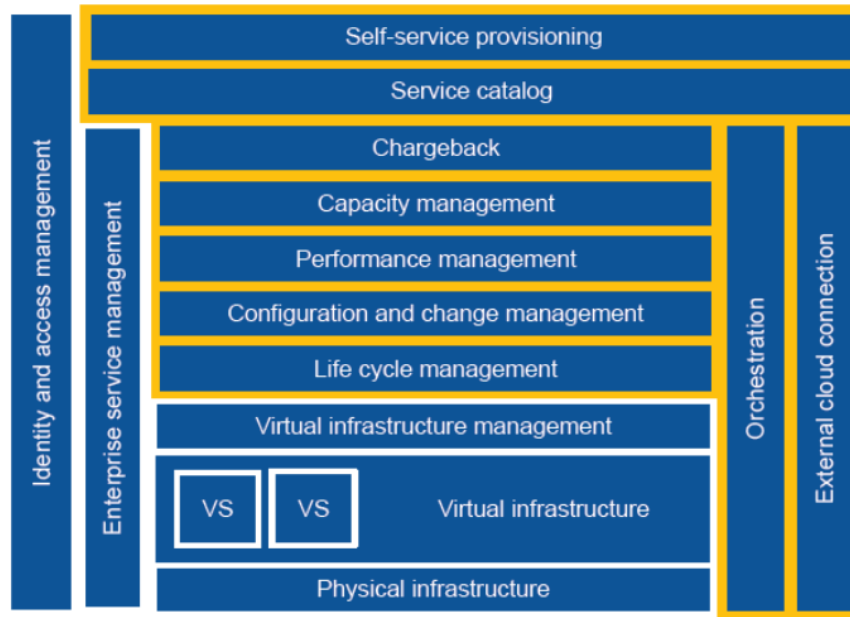 Self-service provisioning
Service catalog
Identity and access management
Enterprise service management
Chargeback
Capacity management
Performance management
Configuration and change management
Life cycle management
Virtual infrastructure management
VS
VS
Virtual infrastructure
Physical infrastructure
Orchestration
External cloud connection